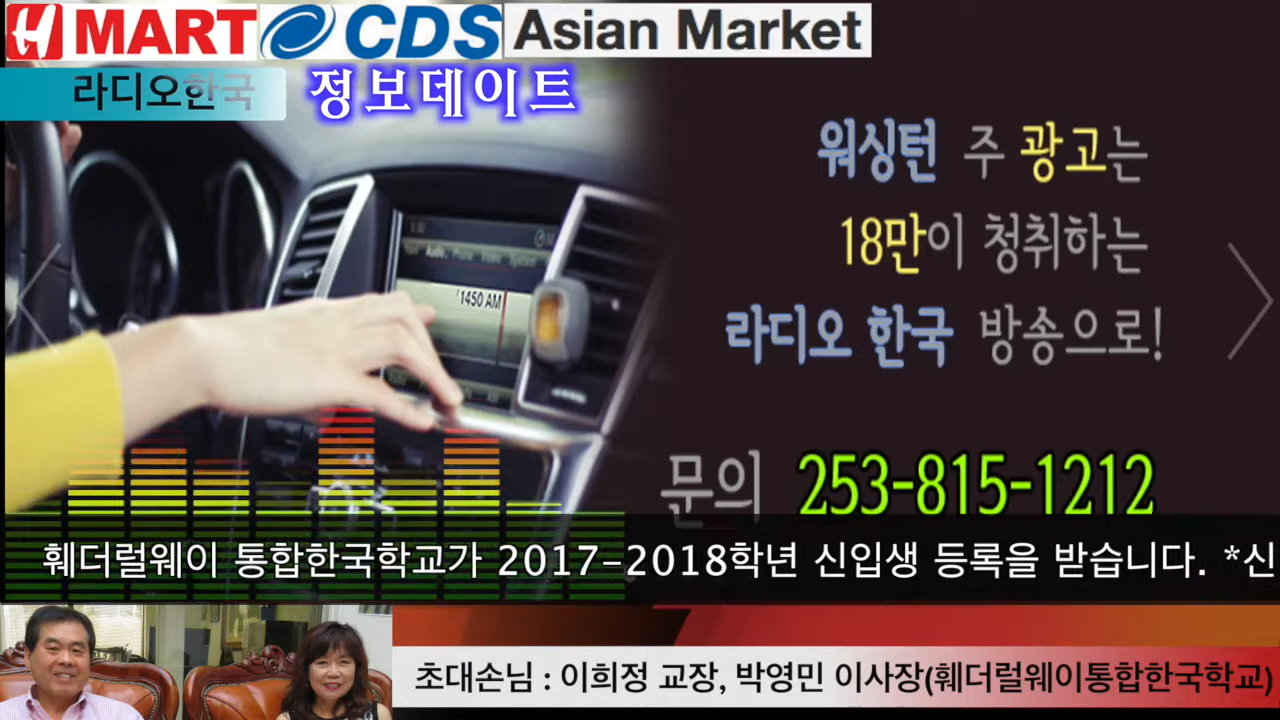 H MART CDS Asian Market
라디오한국 정보데이트
워싱턴 주 광고는
18만이 청취하는
라디오 한국 방송으로!
1450 AM
문의 253-815-1212
훼더럴웨이 통합한국학교가 2017-2018학년 신입생 등록을 받습니다. *신
초대손님 : 이희정 교장, 박영민 이사장(훼더럴웨이통합한국학교)